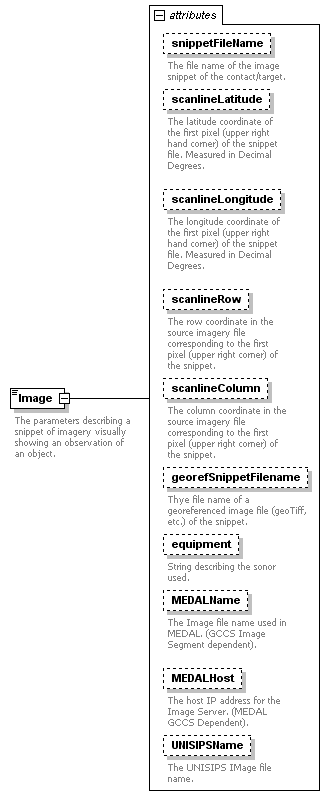 attributes
snippetFileName
The file name of the image
snippet of the contact/target.
scanlineLatitude
The latitude coordinate of
the first pixel (upper right
hand corner) of the snippet
file. Measured in Decimal
Degrees.
scanlineLongitude
The longitude coordinate of
the first pixel (upper right
hand corner) of the snippet
file. Measured in Decimal
Degrees.
scanlineRow
The row coordinate in the
source imagery file
corresponding to the first
pixel (upper right corner) of
the snippet.
Image
The parameters describing a
snippet of imagery visually
showing an observation of
an object.
scanlineColumn
The column coordinate in the
source imagery file
corresponding to the first
pixel (upper right corner) of
the snippet.
georefSnippetFilename
Thye file name of a
georeferenced image file (geoTiff,
etc.) of the snippet.
equipment
String describing the sonor
used.
MEDALName
The Image file name used in
MEDAL. (GCCS Image
Segment dependent).
MEDALHost
The host IP address for the
Image Server. (MEDAL
GCCS Dependent).
UNISIPSName
The UNISIPS IMage file
name.